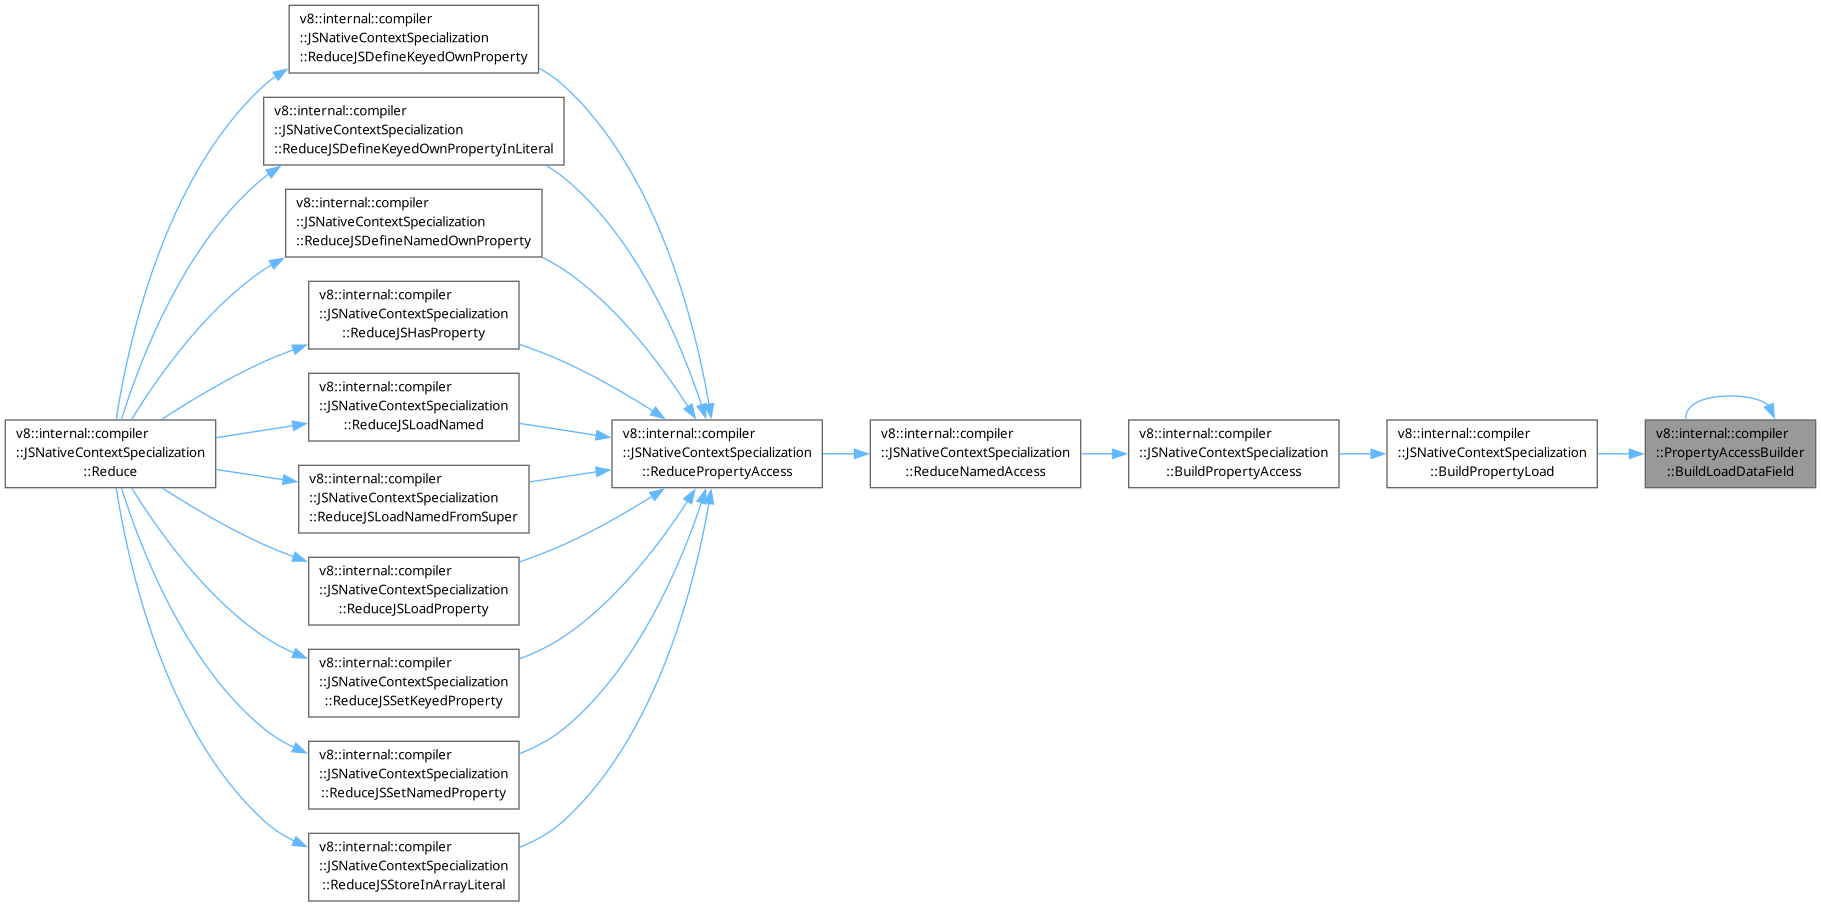 v8::internal::compiler
::JSNativeContextSpecialization
::ReduceJSDefineKeyedOwnProperty
v8::internal::compiler
::JSNativeContextSpecialization
::ReduceJSDefineKeyedOwnPropertyInLiteral
v8::internal::compiler
::JSNativeContextSpecialization
::ReduceJSDefineNamedOwnProperty
v8::internal::compiler
::JSNativeContextSpecialization
::ReduceJSHasProperty
v8::internal::compiler
::JSNativeContextSpecialization
::ReduceJSLoadNamed
v8::internal::compiler
::JSNativeContextSpecialization
::Reduce
v8::internal::compiler
::JSNativeContextSpecialization
::ReducePropertyAccess
v8::internal::compiler
::JSNativeContextSpecialization
::ReduceNamedAccess
v8::internal::compiler
::JSNativeContextSpecialization
::BuildPropertyAccess
v8::internal::compiler
::JSNativeContextSpecialization
::BuildPropertyLoad
v8::internal::compiler
::PropertyAccessBuilder
::BuildLoadDataField
v8::internal::compiler
::JSNativeContextSpecialization
::ReduceJSLoadNamedFromSuper
v8::internal::compiler
::JSNativeContextSpecialization
::ReduceJSLoadProperty
v8::internal::compiler
::JSNativeContextSpecialization
::ReduceJSSetKeyedProperty
v8::internal::compiler
::JSNativeContextSpecialization
::ReduceJSSetNamedProperty
v8::internal::compiler
::JSNativeContextSpecialization
::ReduceJSStoreInArrayLiteral